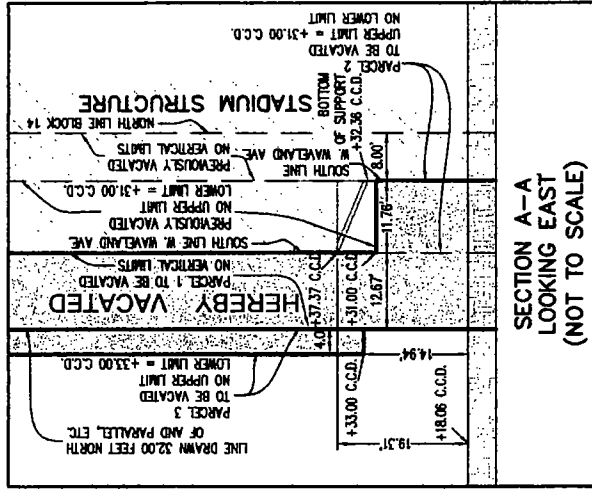 LINE DRAWN 32.00 FEET NORTH
OF AND PARALLEL, ETC
PARCEL 3
TO BE VACATED
NO UPPER LIMIT
LOWER LIMIT = +33.00 C.C.D.
19.31'
+18.06 C.C.D.
+33.00 C.C.D.
14.94'
4.0'
HEREBY VACATED
+37.37 C.C.D.
+31.00 C.C.D.
12.67'
PARCEL 1 TO BE VACATED
NO VERTICAL LIMITS
SOUTH LINE W. WAVELAND AVE
PREVIOUSLY VACATED
NO UPPER LIMIT
LOWER LIMIT = +31.00 C.C.D.
11.76'
SOUTH LINE
W. WAVELAND AVE
8.00'
PREVIOUSLY VACATED
NO VERTICAL LIMITS
NORTH LINE BLOCK 14
BOTTOM
OF SUPPORT
+32.36 C.C.D.
STADIUM STRUCTURE
PARCEL 2
TO BE VACATED
UPPER LIMIT = +31.00 C.C.D.
NO LOWER LIMIT
SECTION A-A
LOOKING EAST
(NOT TO SCALE)